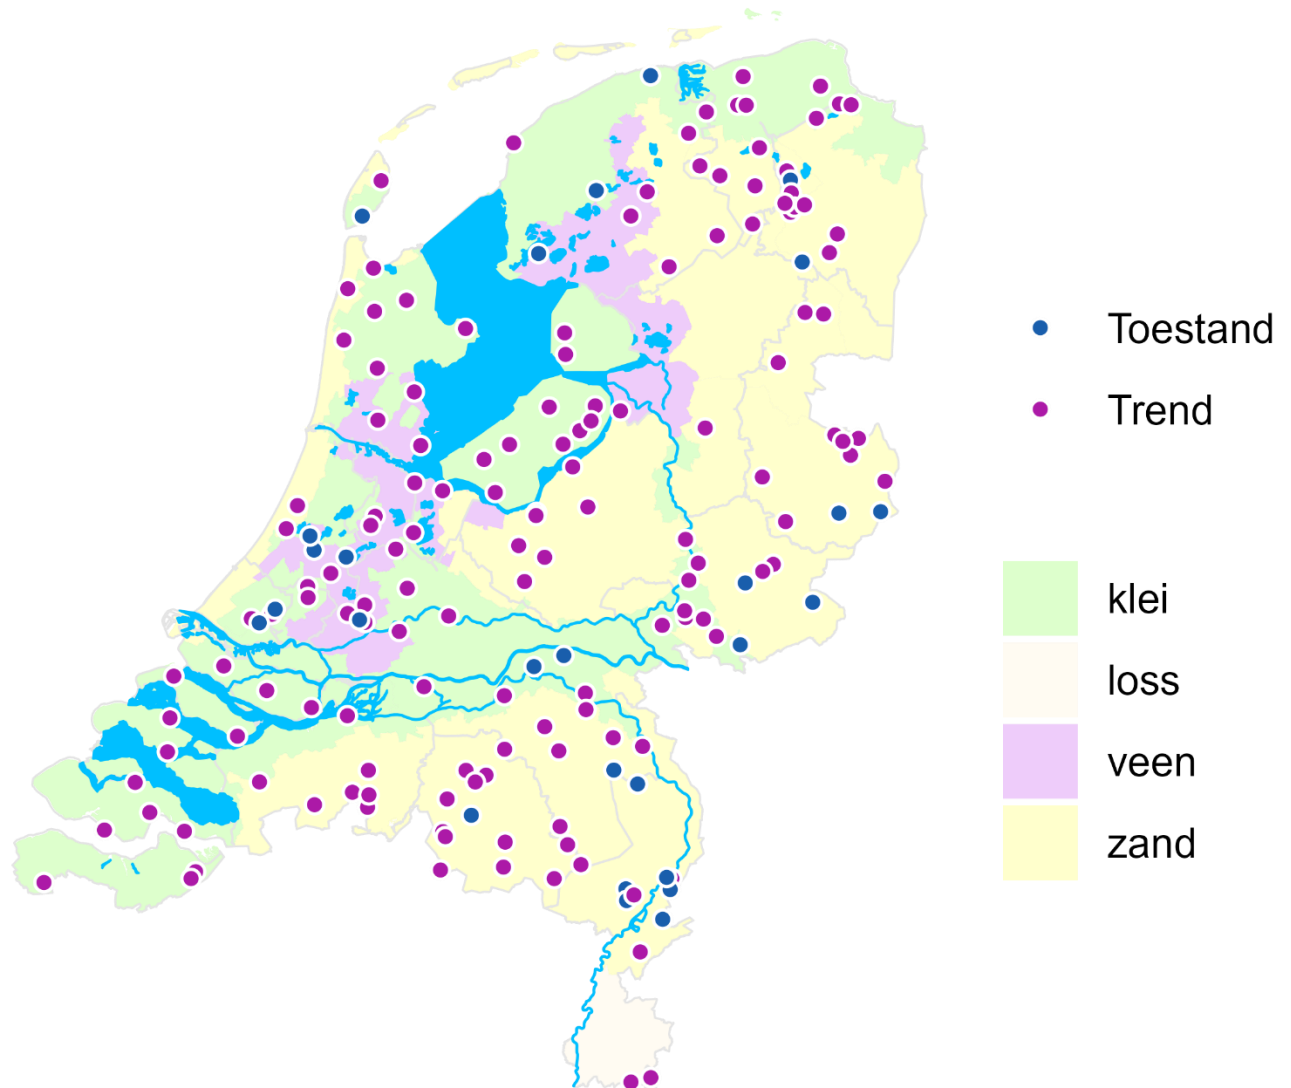 Toestand
Trend
klei
loss
veen
zand